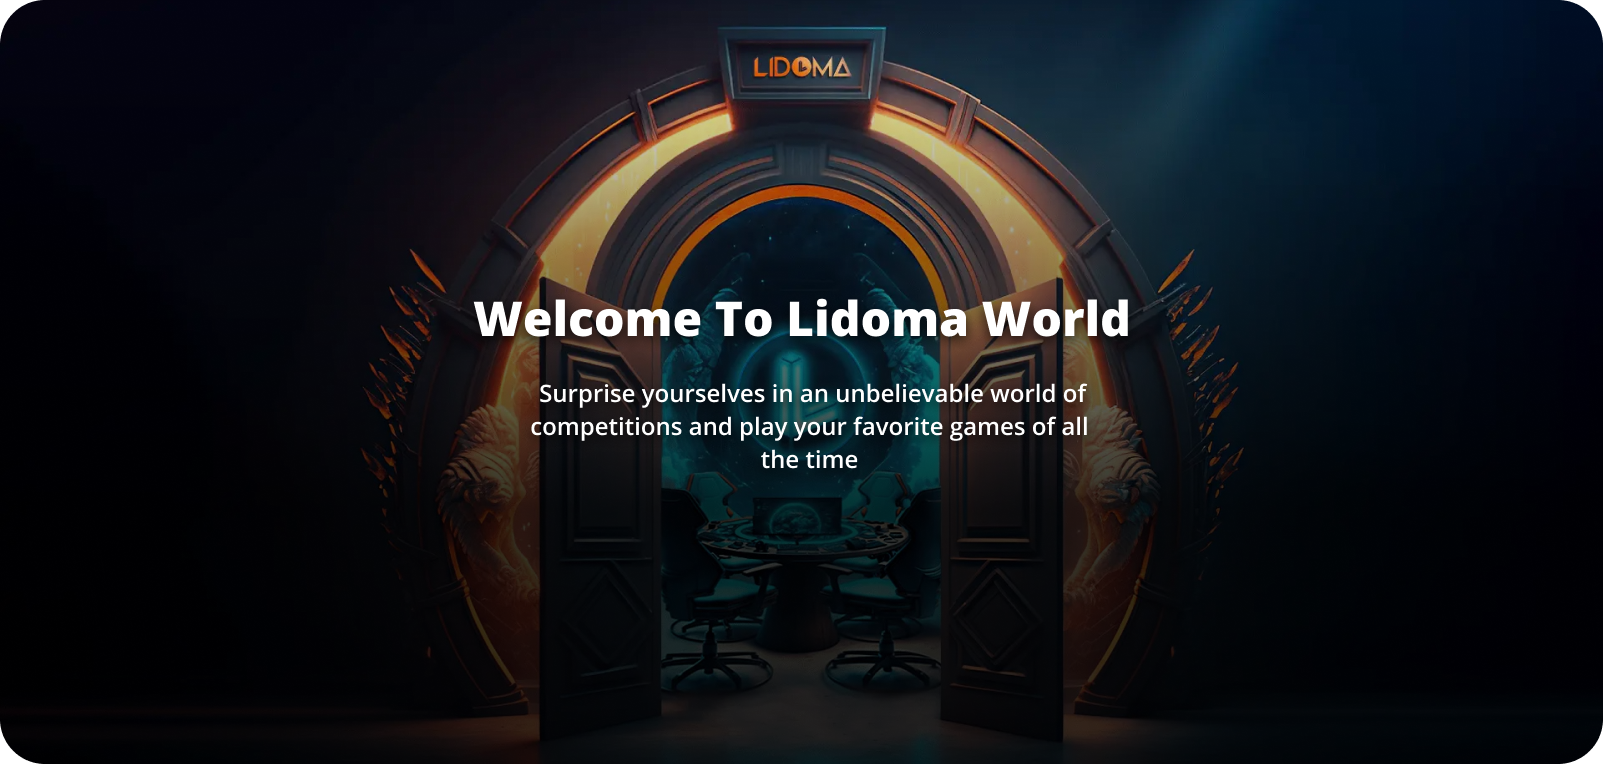 LIDOMA
Welcome To Lidoma World
Surprise yourselves in an unbelievable world of
competitions and play your favorite games of all
the time